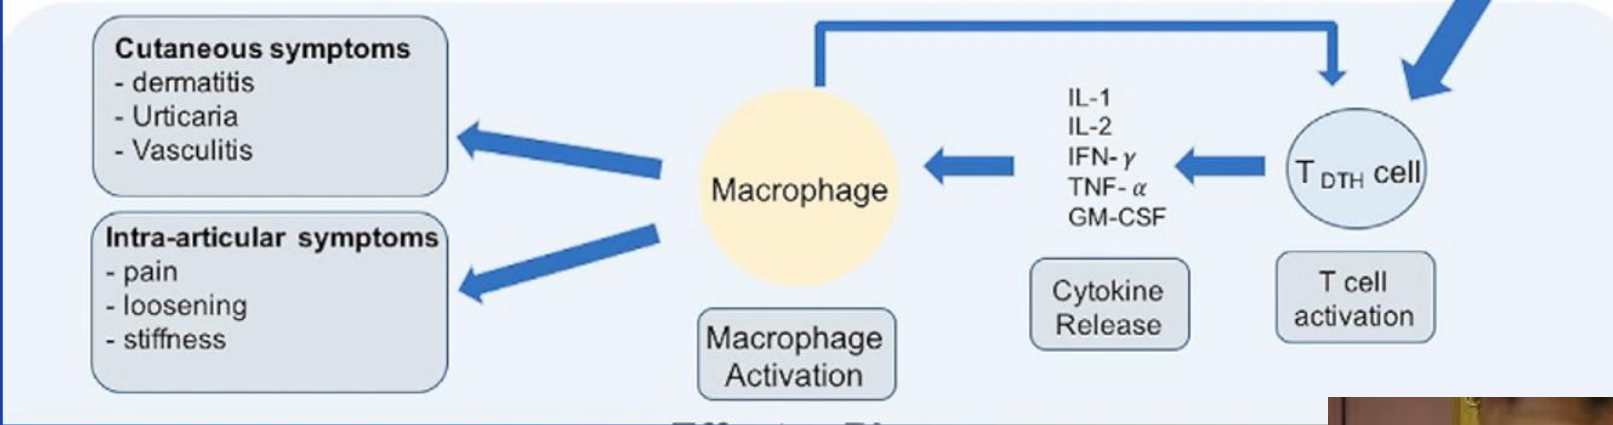 Cutaneous symptoms
- dermatitis
- Urticaria
- Vasculitis
Intra-articular symptoms
- pain
- loosening
- stiffness
Macrophage
Macrophage
Activation
IL-1
IL-2
IFN- γ
TNF- α
GM-CSF
Cytokine
Release
T DTH cell
T cell
activation